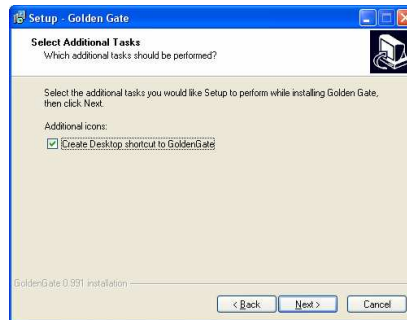 Setup - Golden Gate
Select Additional Tasks
Which additional tasks should be performed?
Select the additional tasks you would like Setup to perform while installing Golden Gate,
then click Next.
Additional icons:
Create Desktop shortcut to GoldenGate
GoldenGate 0.991 installation
< Back
Next >
Cancel